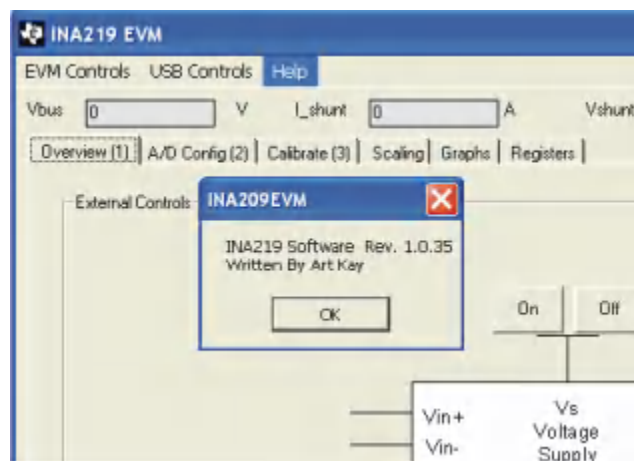 INA219 EVM
EVM Controls USB Controls Help
Vbus 0 V I_shunt 0 A Vshunt
Overview (1) A/D Config (2) Calibrate (3) Scaling Graphs Registers
External Controls
INA209EVM
INA219 Software Rev. 1.0.35
Written By Art Kay
OK
On Off
Vin+
Vin-
Vs
Voltage
Supply